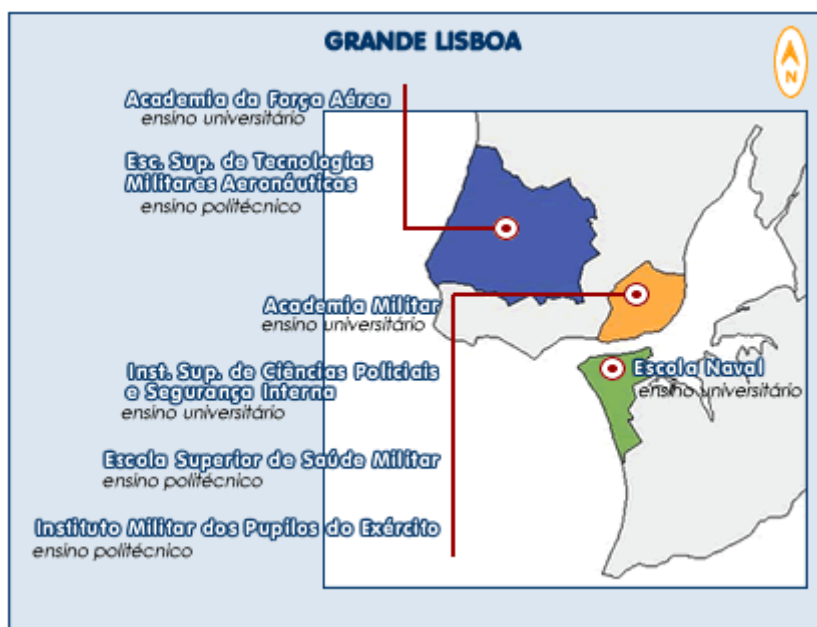 GRANDE LISBOA
N
Academia da Força Aérea
ensino universitário
Esc. Sup. de Tecnologias
Militares Aeronáuticas
ensino politécnico
Academia Militar
ensino universitário
Inst. Sup. de Ciências Policiais
e Segurança Interna
ensino universitário
Escola Naval
ensino universitário
Escola Superior de Saúde Militar
ensino politécnico
Instituto Militar dos Pupilos do Exército
ensino politécnico